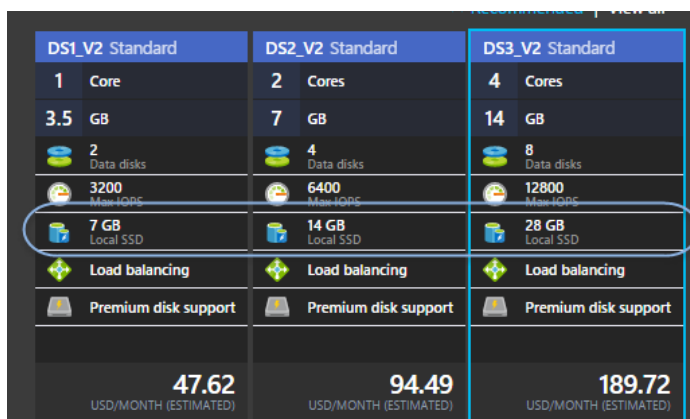 Recommended | View all
DS1_V2 Standard
1 Core
3.5 GB
2
Data disks
3200
Max IOPS
7 GB
Local SSD
Load balancing
Premium disk support
47.62
USD/MONTH (ESTIMATED)
DS2_V2 Standard
2 Cores
7 GB
4
Data disks
6400
Max IOPS
14 GB
Local SSD
Load balancing
Premium disk support
94.49
USD/MONTH (ESTIMATED)
DS3_V2 Standard
4 Cores
14 GB
8
Data disks
12800
Max IOPS
28 GB
Local SSD
Load balancing
Premium disk support
189.72
USD/MONTH (ESTIMATED)